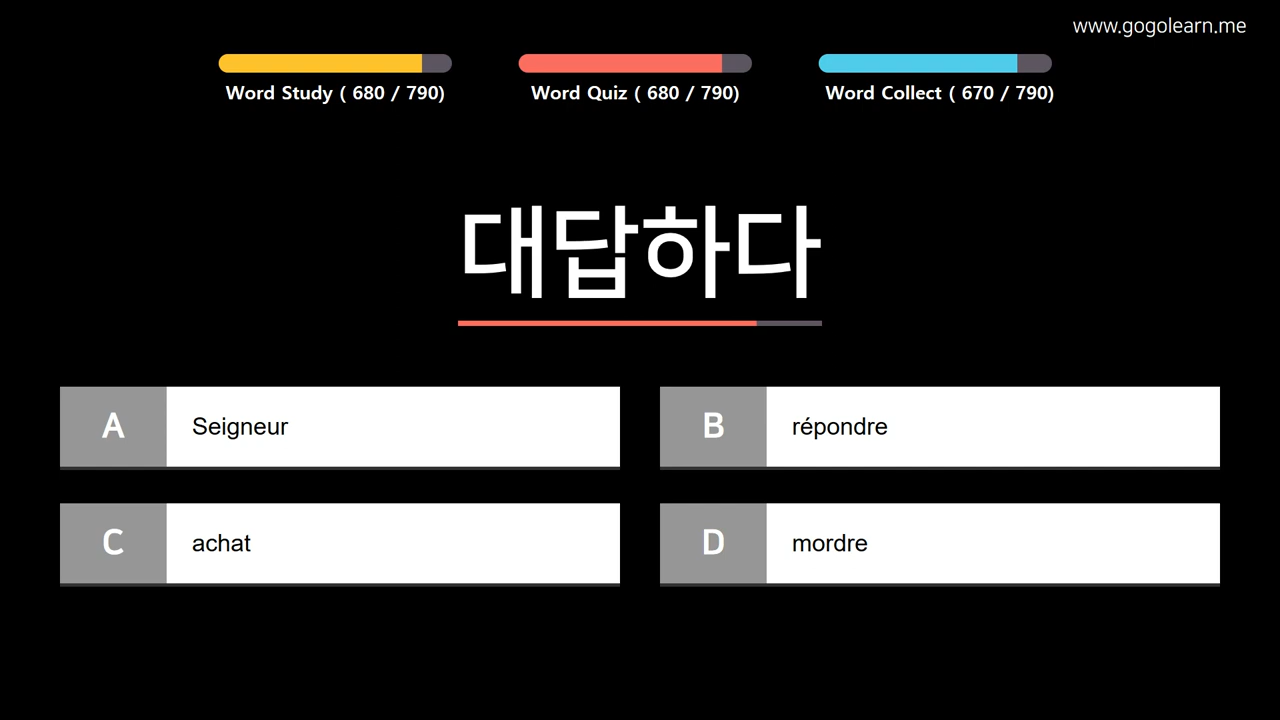 www.gogolearn.me
Word Study ( 680 / 790)
Word Quiz ( 680 / 790)
Word Collect ( 670 / 790)
대답하다
A Seigneur
B répondre
C achat
D mordre